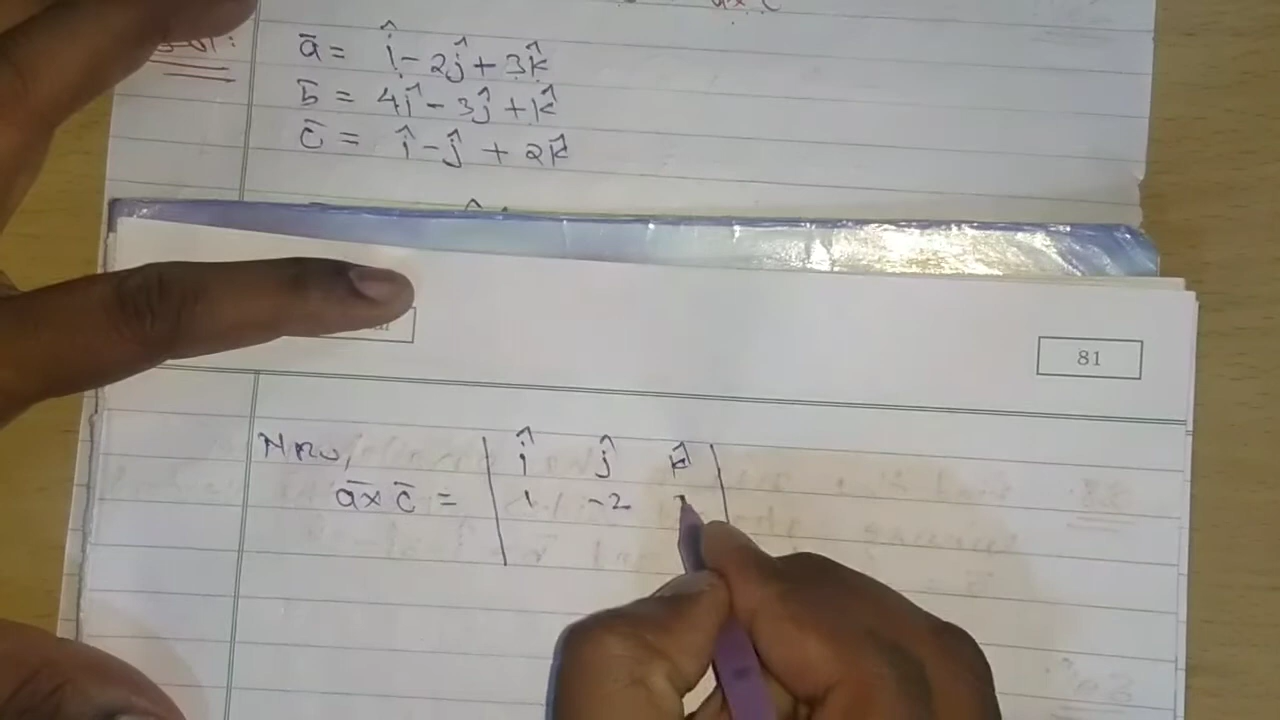 a̅ = î - 2ĵ + 3k̂
b̅ = 4î - 3ĵ + k̂
c̅ = î - ĵ + 2k̂
81
Now,
a̅ × c̅ = | î ĵ k̂ |
1 -2